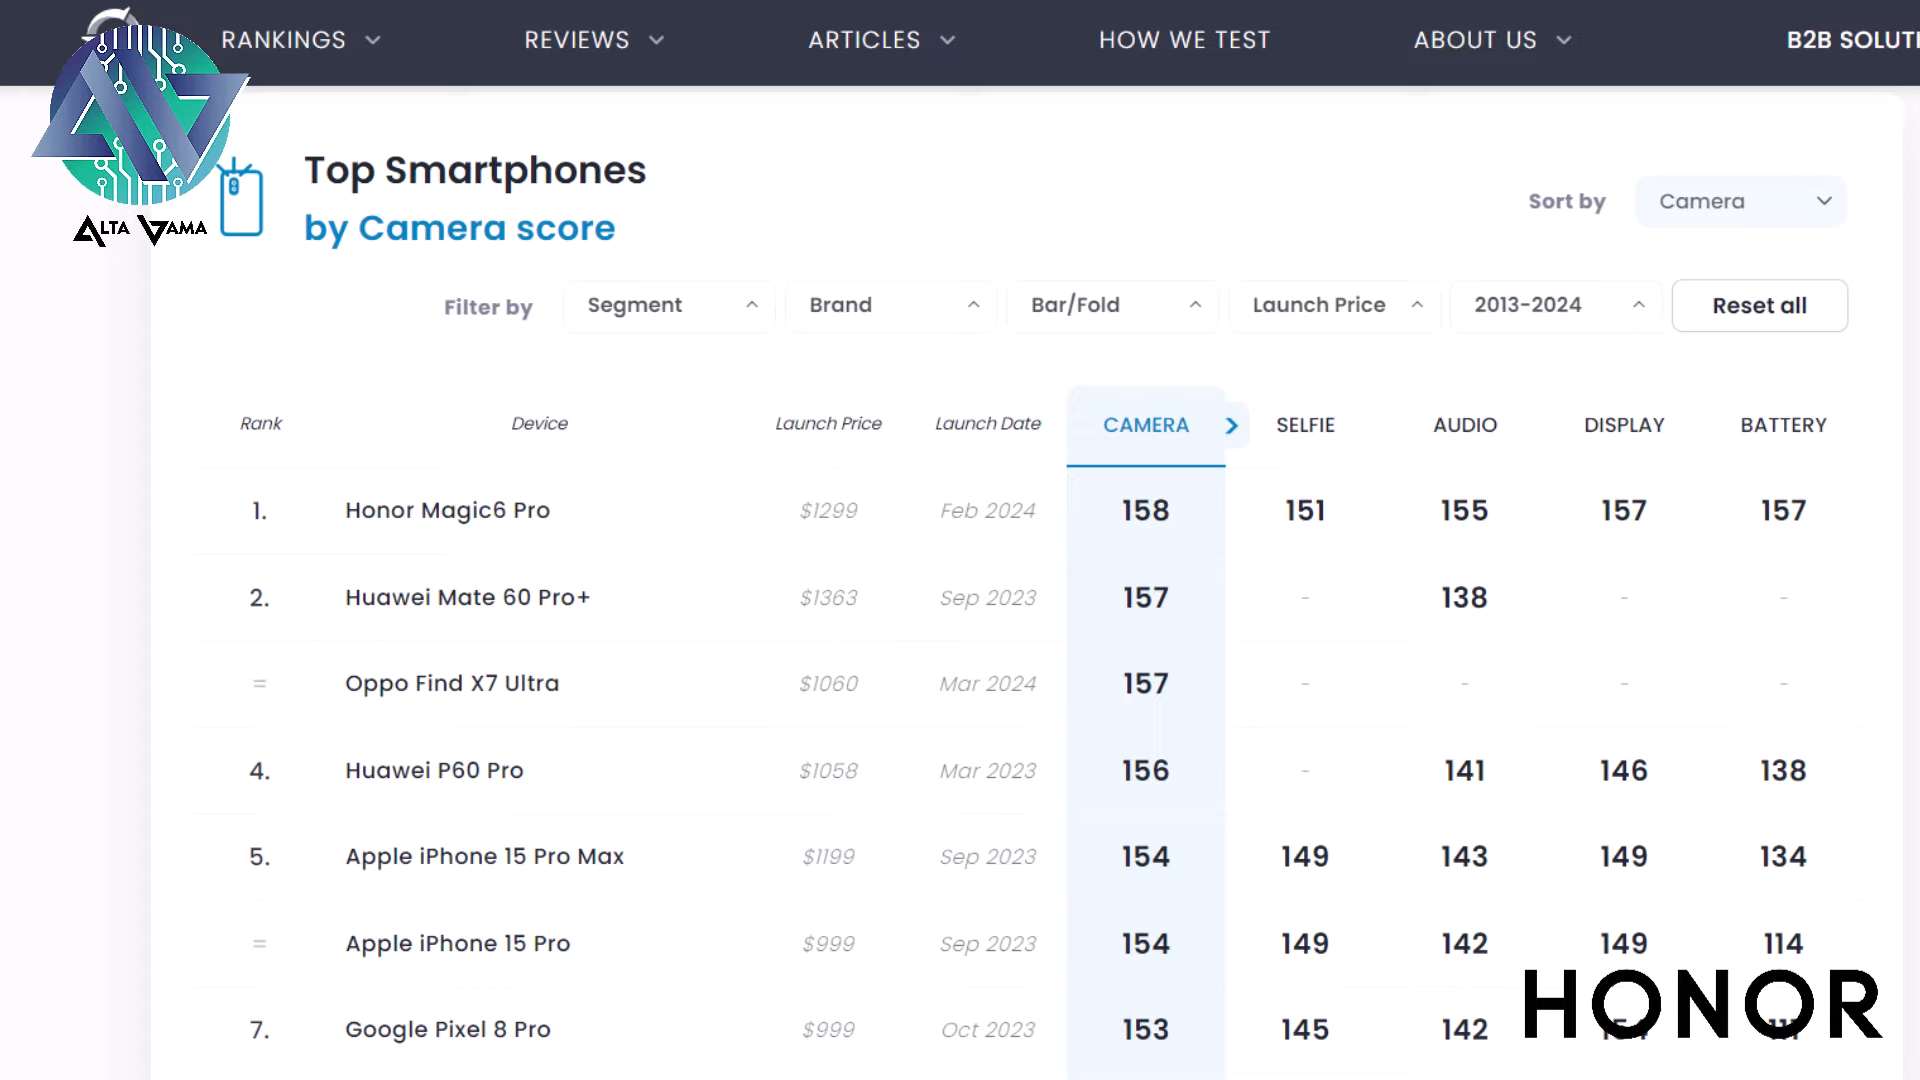 RANKINGS REVIEWS ARTICLES HOW WE TEST ABOUT US B2B SOLUTI
ALTA GAMA
Top Smartphones
by Camera score
Sort by Camera
Filter by Segment Brand Bar/Fold Launch Price 2013-2024 Reset all
Rank Device Launch Price Launch Date CAMERA SELFIE AUDIO DISPLAY BATTERY
1. Honor Magic6 Pro $1299 Feb 2024 158 151 155 157 157
2. Huawei Mate 60 Pro+ $1363 Sep 2023 157 - 138 - -
= Oppo Find X7 Ultra $1060 Mar 2024 157 - - - -
4. Huawei P60 Pro $1058 Mar 2023 156 - 141 146 138
5. Apple iPhone 15 Pro Max $1199 Sep 2023 154 149 143 149 134
= Apple iPhone 15 Pro $999 Sep 2023 154 149 142 149 114
7. Google Pixel 8 Pro $999 Oct 2023 153 145 142
HONOR